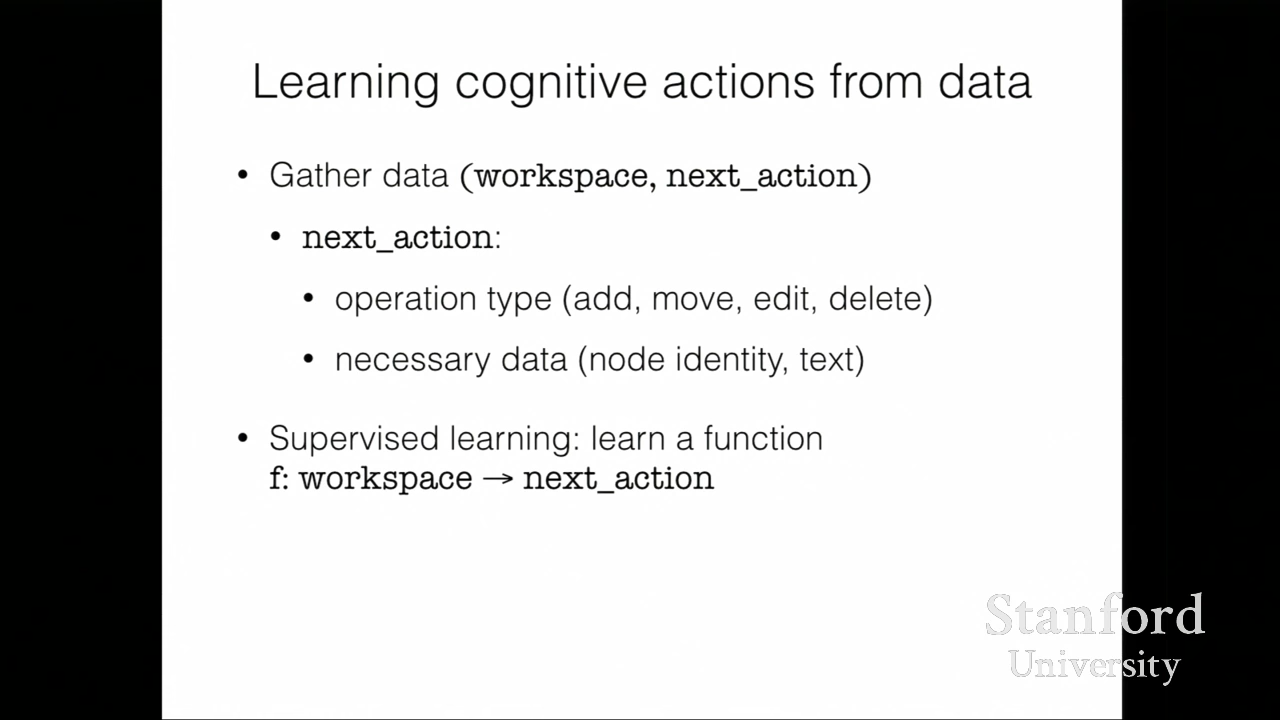 Learning cognitive actions from data
• Gather data (workspace, next_action)
• next_action:
• operation type (add, move, edit, delete)
• necessary data (node identity, text)
• Supervised learning: learn a function
f: workspace → next_action
Stanford
University